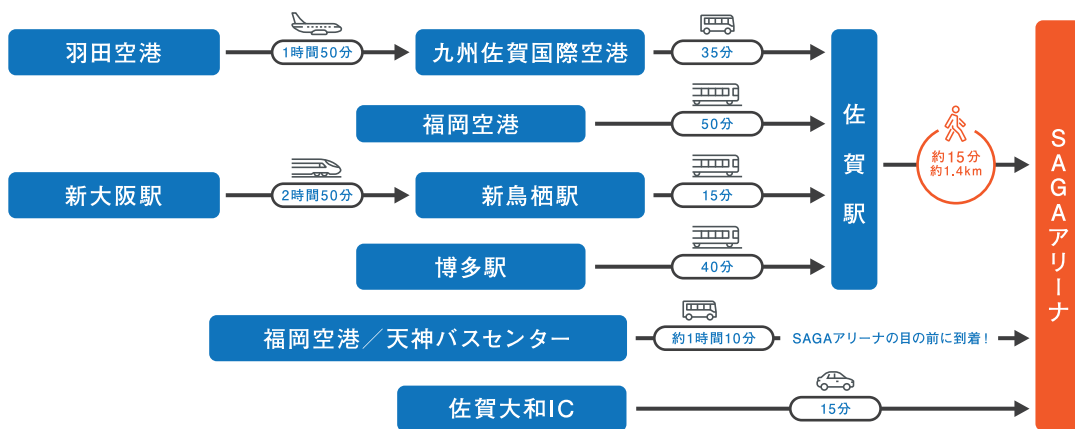 羽田空港
1時間50分
九州佐賀国際空港
35分
福岡空港
50分
新大阪駅
2時間50分
新鳥栖駅
15分
博多駅
40分
佐賀駅
約15分
約1.4km
福岡空港／天神バスセンター
約1時間10分
SAGAアリーナの目の前に到着！
佐賀大和IC
15分
SAGAアリーナ